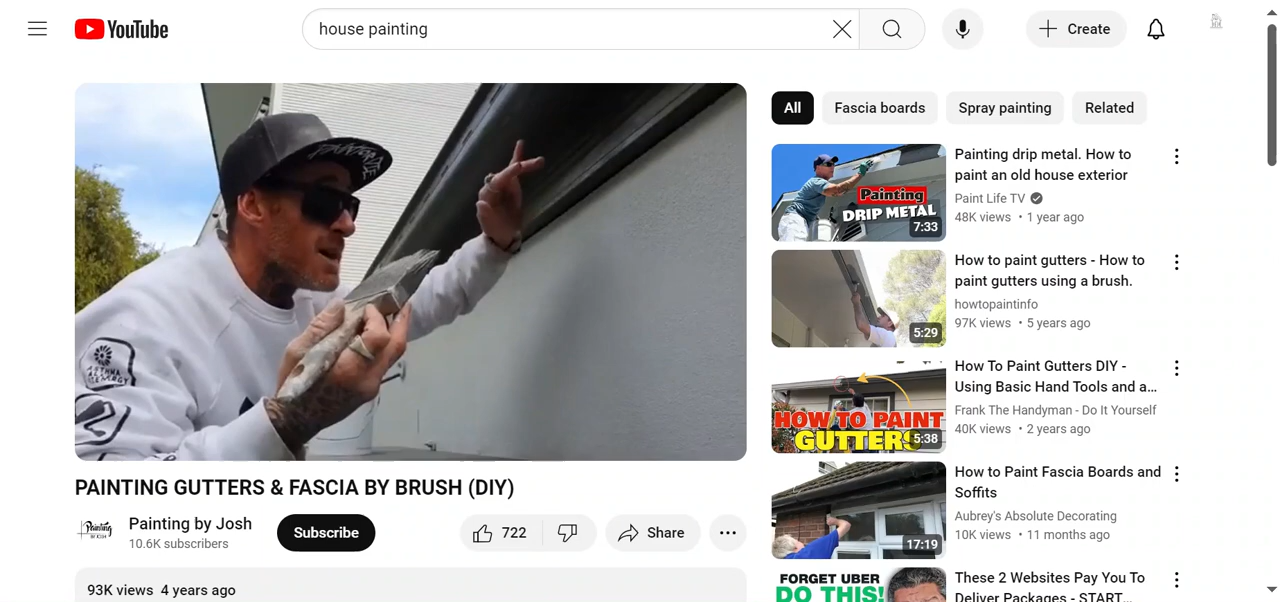 YouTube
house painting
Create
All
Fascia boards
Spray painting
Related
Painting drip metal. How to
paint an old house exterior
Paint Life TV
48K views • 1 year ago
Painting
DRIP METAL
7:33
How to paint gutters - How to
paint gutters using a brush.
howtopaintinfo
97K views • 5 years ago
5:29
How To Paint Gutters DIY -
Using Basic Hand Tools and a...
Frank The Handyman - Do It Yourself
40K views • 2 years ago
HOW TO PAINT
GUTTERS
5:38
How to Paint Fascia Boards and
Soffits
Aubrey's Absolute Decorating
10K views • 11 months ago
17:19
These 2 Websites Pay You To
Deliver Packages - START...
FORGET UBER
DO THIS!
ASTHMA
PAINTING GUTTERS & FASCIA BY BRUSH (DIY)
Painting
BY JOSH
Painting by Josh
10.6K subscribers
Subscribe
722
Share
93K views 4 years ago